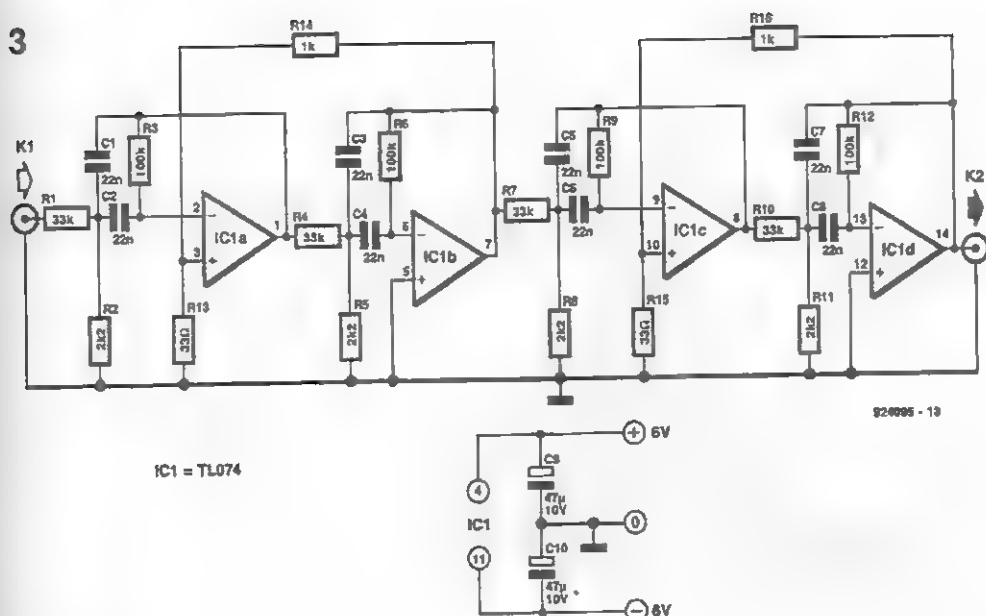 3
R14
1k
R16
1k
K1
C1
22n
R3
100k
R1
33k
C2
22n
2
3
IC1a
1
R2
2k2
R13
33Ω
C3
22n
R6
100k
R4
33k
C4
22n
6
5
IC1b
7
R5
2k2
C5
22n
R9
100k
R7
33k
C6
22n
9
10
IC1c
8
R8
2k2
R15
33Ω
C7
22n
R12
100k
R10
33k
C8
22n
13
12
IC1d
14
K2
R11
2k2
924095 - 13
IC1 = TL074
4
IC1
11
C9
47µ
10V
C10
47µ
10V
+ 6V
0
− 6V